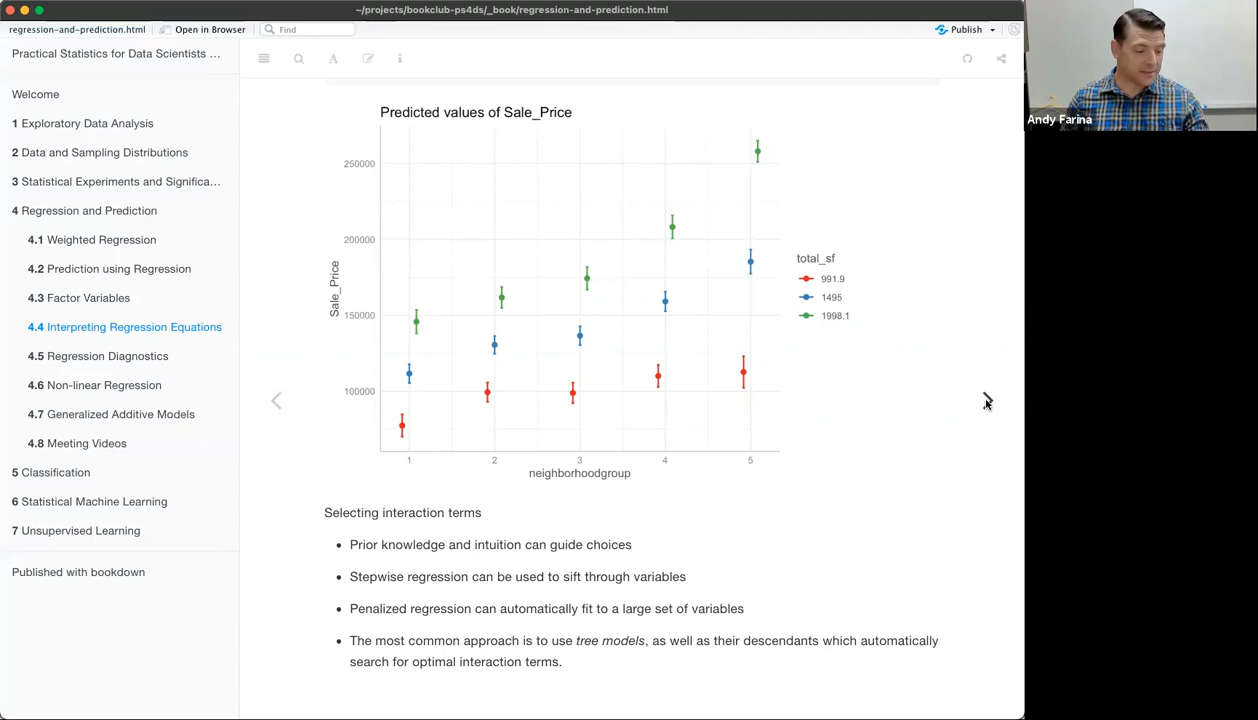 ~/projects/bookclub-ps4ds/_book/regression-and-prediction.html
regression-and-prediction.html
Open in Browser
Find
Publish
Practical Statistics for Data Scientists ...
Welcome
1 Exploratory Data Analysis
2 Data and Sampling Distributions
3 Statistical Experiments and Significa...
4 Regression and Prediction
4.1 Weighted Regression
4.2 Prediction using Regression
4.3 Factor Variables
4.4 Interpreting Regression Equations
4.5 Regression Diagnostics
4.6 Non-linear Regression
4.7 Generalized Additive Models
4.8 Meeting Videos
5 Classification
6 Statistical Machine Learning
7 Unsupervised Learning
Published with bookdown
A
i
Predicted values of Sale_Price
Sale_Price
250000
200000
150000
100000
1 2 3 4 5
neighborhoodgroup
total_sf
991.9
1495
1998.1
Selecting interaction terms
• Prior knowledge and intuition can guide choices
• Stepwise regression can be used to sift through variables
• Penalized regression can automatically fit to a large set of variables
• The most common approach is to use tree models, as well as their descendants which automatically
search for optimal interaction terms.
Andy Farina